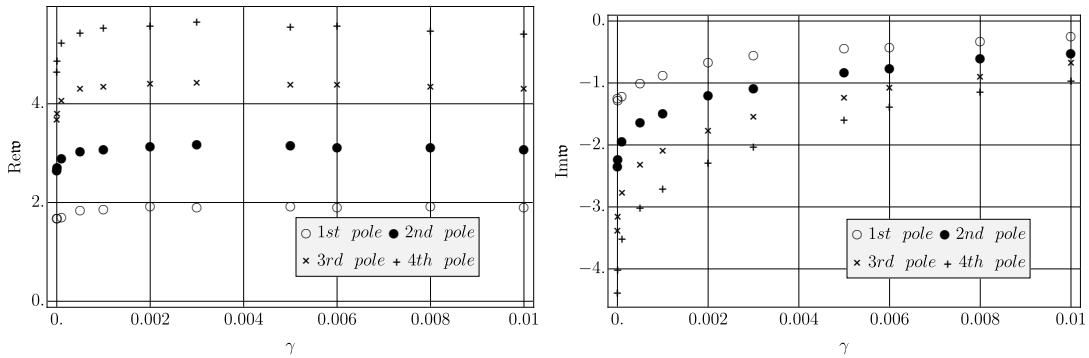 Re𝔴
4.
2.
0.
0.
0.002
0.004
0.006
0.008
0.01
γ
1st pole
2nd pole
3rd pole
4th pole
Im𝔴
0.
−1.
−2.
−3.
−4.
0.
0.002
0.004
0.006
0.008
0.01
γ
1st pole
2nd pole
3rd pole
4th pole